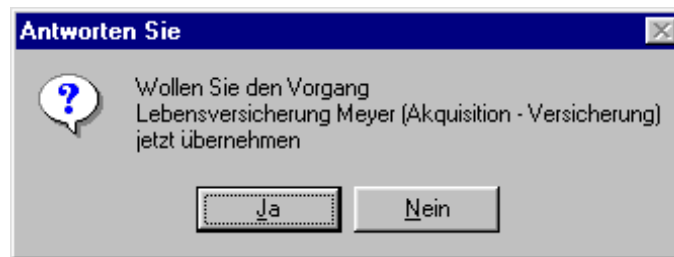 Antworten Sie
Wollen Sie den Vorgang
Lebensversicherung Meyer (Akquisition - Versicherung)
jetzt übernehmen
Ja
Nein